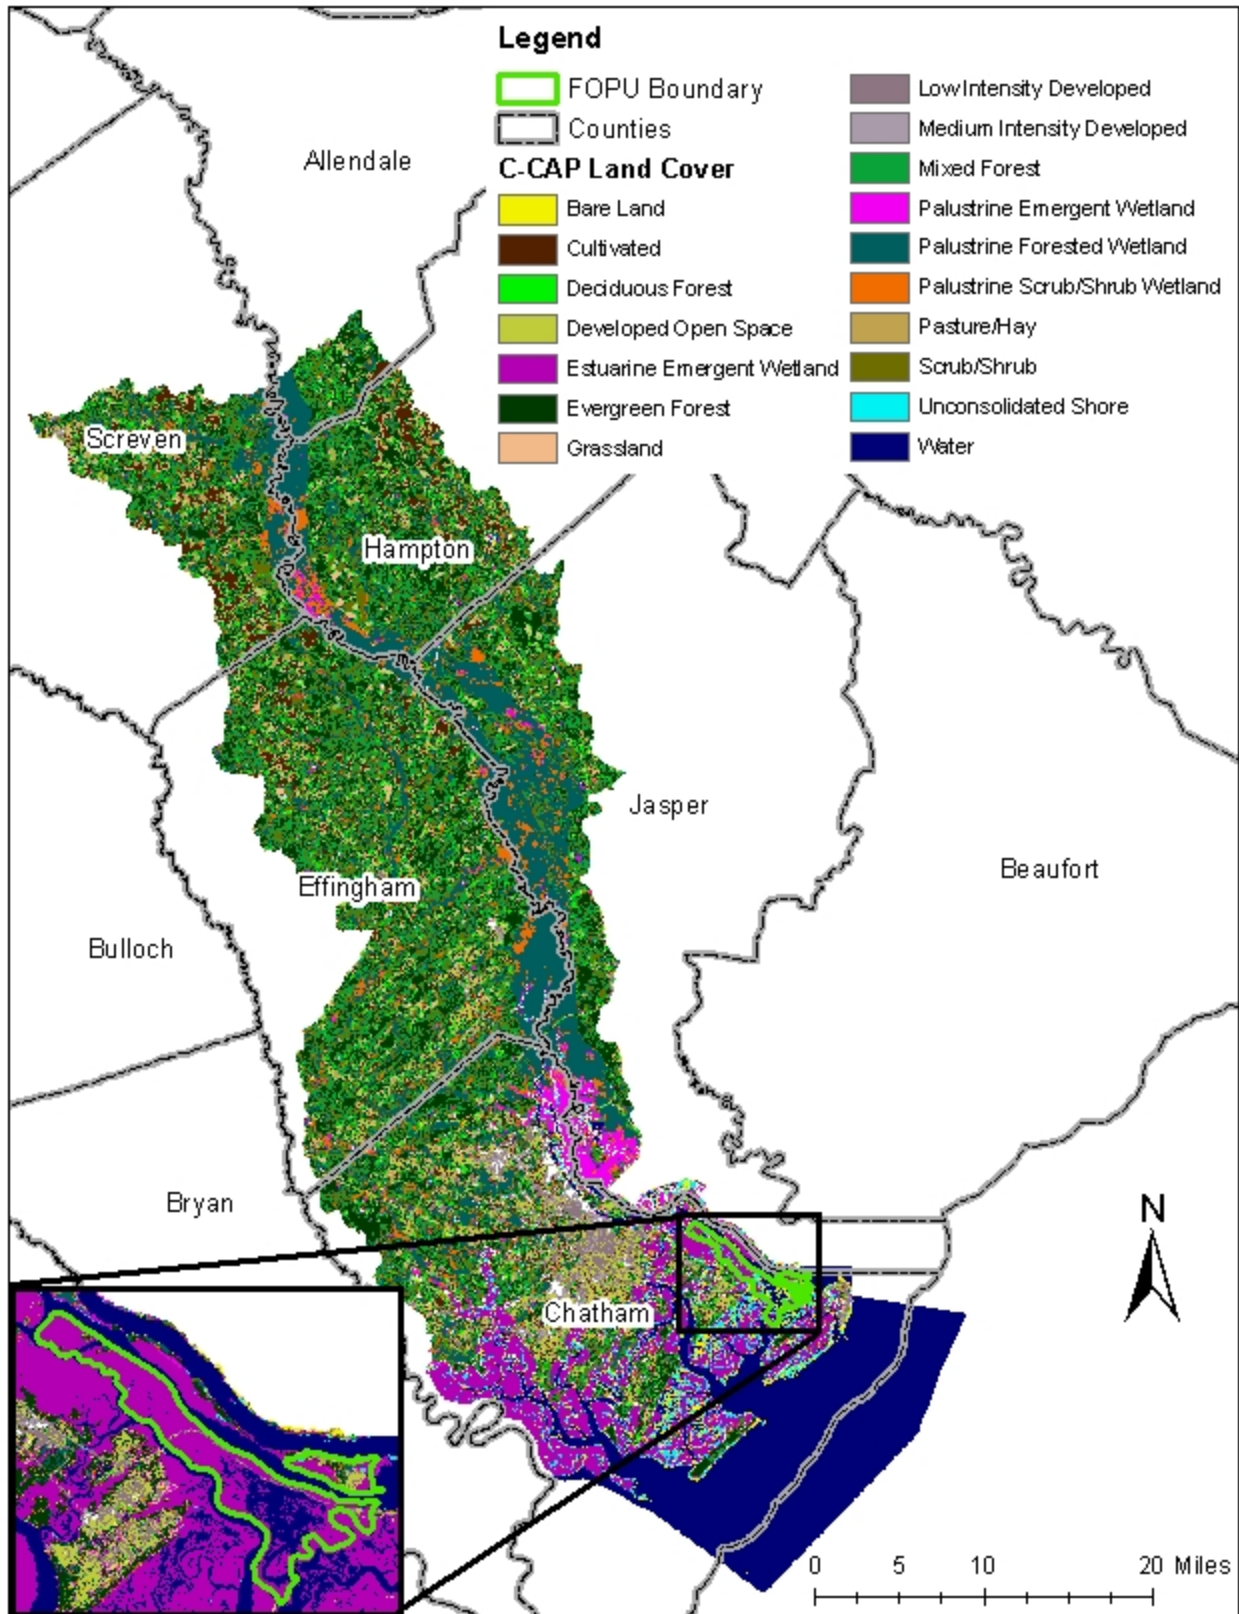 Legend
FOPU Boundary
Counties
C-CAP Land Cover
Bare Land
Cultivated
Deciduous Forest
Developed Open Space
Estuarine Emergent Wetland
Evergreen Forest
Grassland
Low Intensity Developed
Medium Intensity Developed
Mixed Forest
Palustrine Emergent Wetland
Palustrine Forested Wetland
Palustrine Scrub/Shrub Wetland
Pasture/Hay
Scrub/Shrub
Unconsolidated Shore
Water
Allendale
Screven
Hampton
Jasper
Beaufort
Effingham
Bulloch
Bryan
Chatham
N
0 5 10 20 Miles